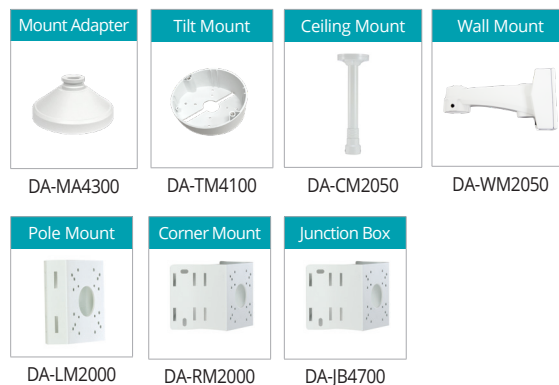 Mount Adapter
Tilt Mount
Ceiling Mount
Wall Mount
DA-MA4300
DA-TM4100
DA-CM2050
DA-WM2050
Pole Mount
Corner Mount
Junction Box
DA-LM2000
DA-RM2000
DA-JB4700